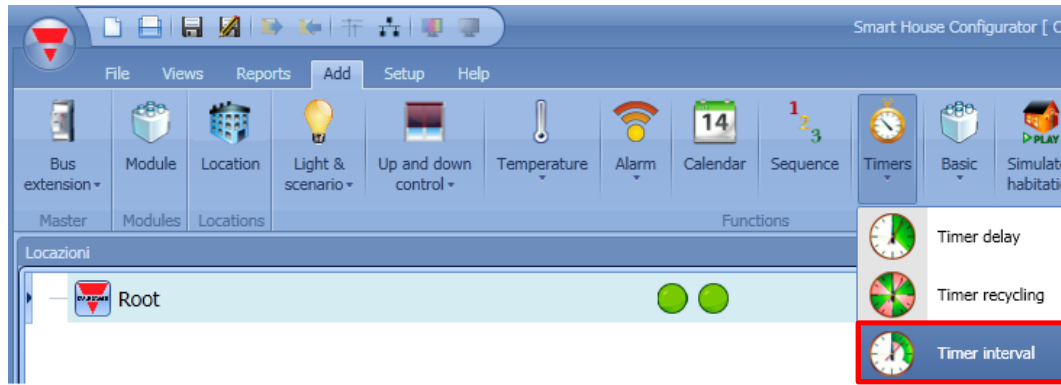 Smart House Configurator [ C
File Views Reports Add Setup Help
14 1 2 3 PLAY
Bus extension Module Location Light & scenario Up and down control Temperature Alarm Calendar Sequence Timers Basic Simulate habitati
Master Modules Locations Functions
Locazioni
Timer delay
Root
Timer recycling
Timer interval